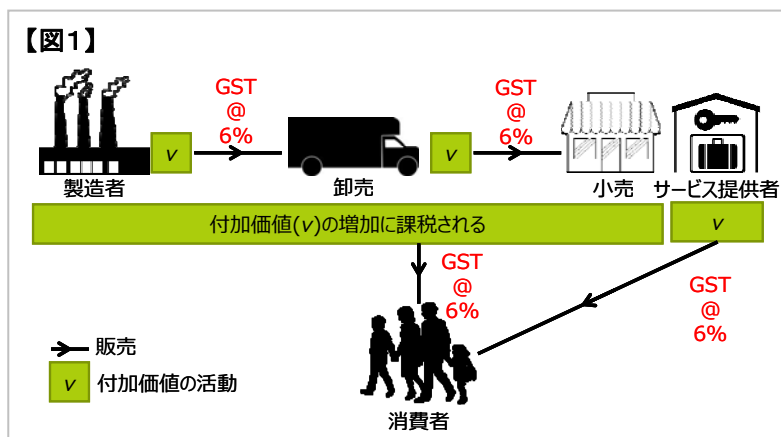 【図1】
GST
@
6%
GST
@
6%
v
v
製造者
卸売
小売
サービス提供者
付加価値(v)の増加に課税される
v
GST
@
6%
GST
@
6%
販売
v
付加価値の活動
消費者